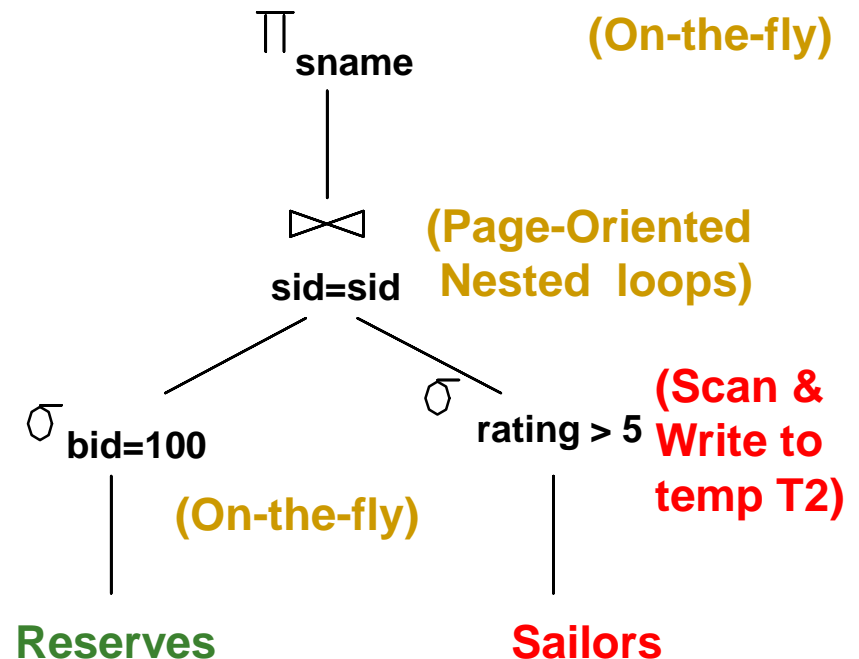 ∏ sname
(On-the-fly)
⋈
(Page-Oriented
Nested loops)
sid=sid
σ bid=100
(On-the-fly)
σ rating > 5
(Scan &
Write to
temp T2)
Reserves
Sailors